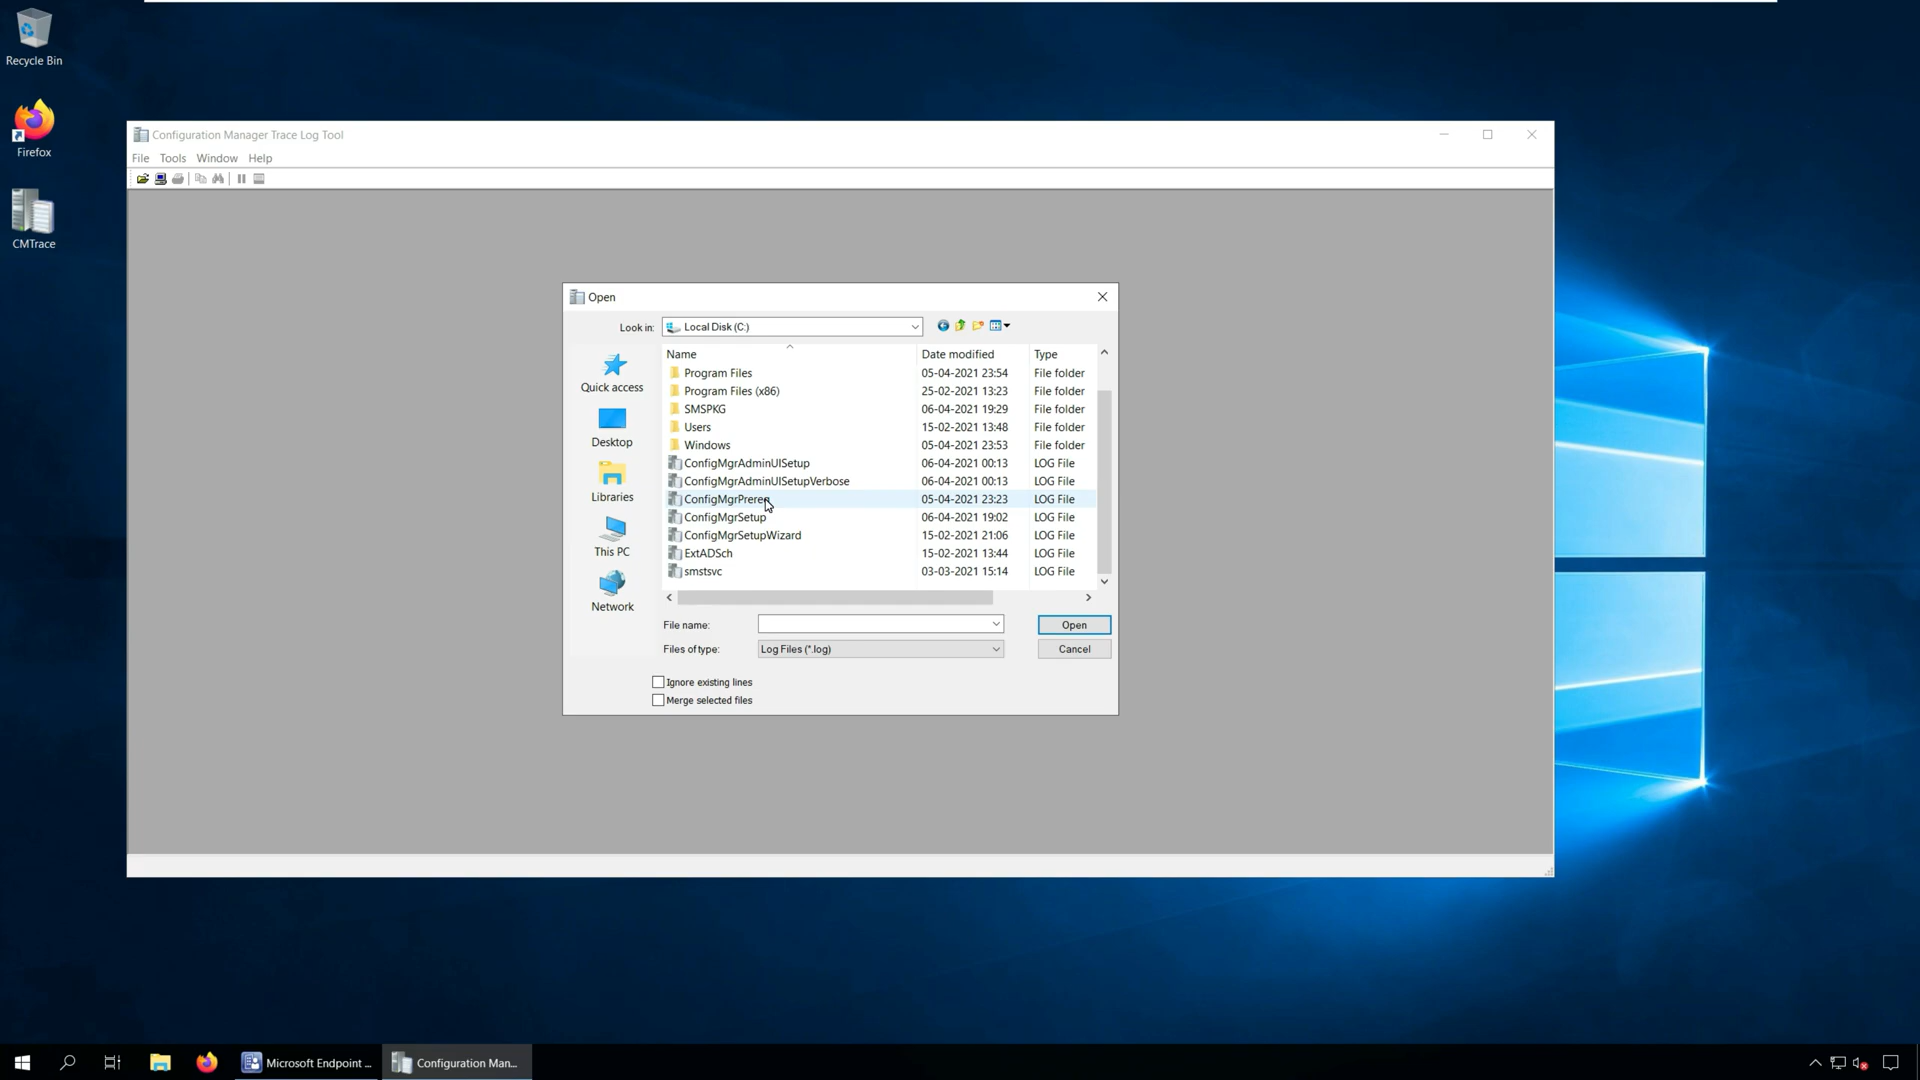 Recycle Bin
Firefox
CMTrace
Configuration Manager Trace Log Tool
File Tools Window Help
Open
Look in: Local Disk (C:)
Name Date modified Type
Program Files 05-04-2021 23:54 File folder
Program Files (x86) 25-02-2021 13:23 File folder
SMSPKG 06-04-2021 19:29 File folder
Users 15-02-2021 13:48 File folder
Windows 05-04-2021 23:53 File folder
ConfigMgrAdminUISetup 06-04-2021 00:13 LOG File
ConfigMgrAdminUISetupVerbose 06-04-2021 00:13 LOG File
ConfigMgrPrereq 05-04-2021 23:23 LOG File
ConfigMgrSetup 06-04-2021 19:02 LOG File
ConfigMgrSetupWizard 15-02-2021 21:06 LOG File
ExtADSch 15-02-2021 13:44 LOG File
smstsvc 03-03-2021 15:14 LOG File
Quick access
Desktop
Libraries
This PC
Network
File name: Open
Files of type: Log Files (*.log) Cancel
Ignore existing lines
Merge selected files
Microsoft Endpoint ...
Configuration Man...